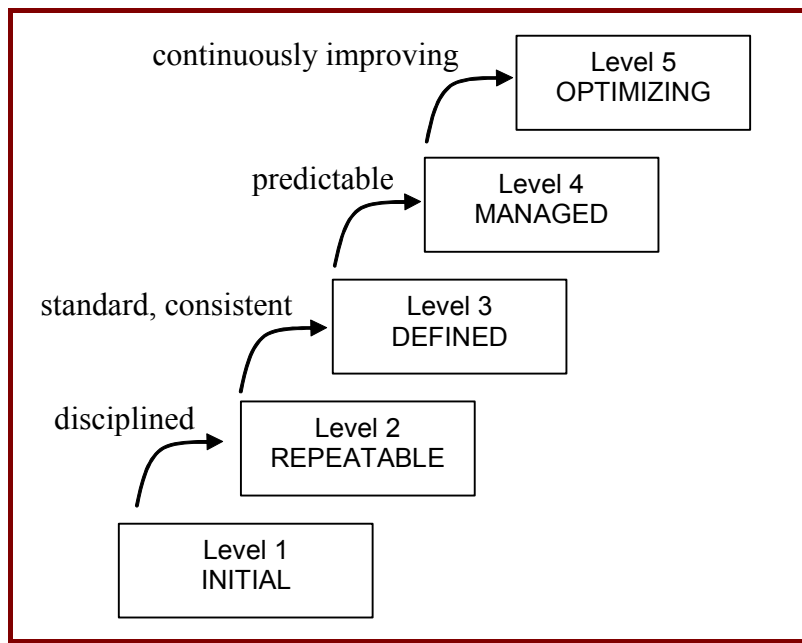 continuously improving
Level 5
OPTIMIZING
predictable
Level 4
MANAGED
standard, consistent
Level 3
DEFINED
disciplined
Level 2
REPEATABLE
Level 1
INITIAL